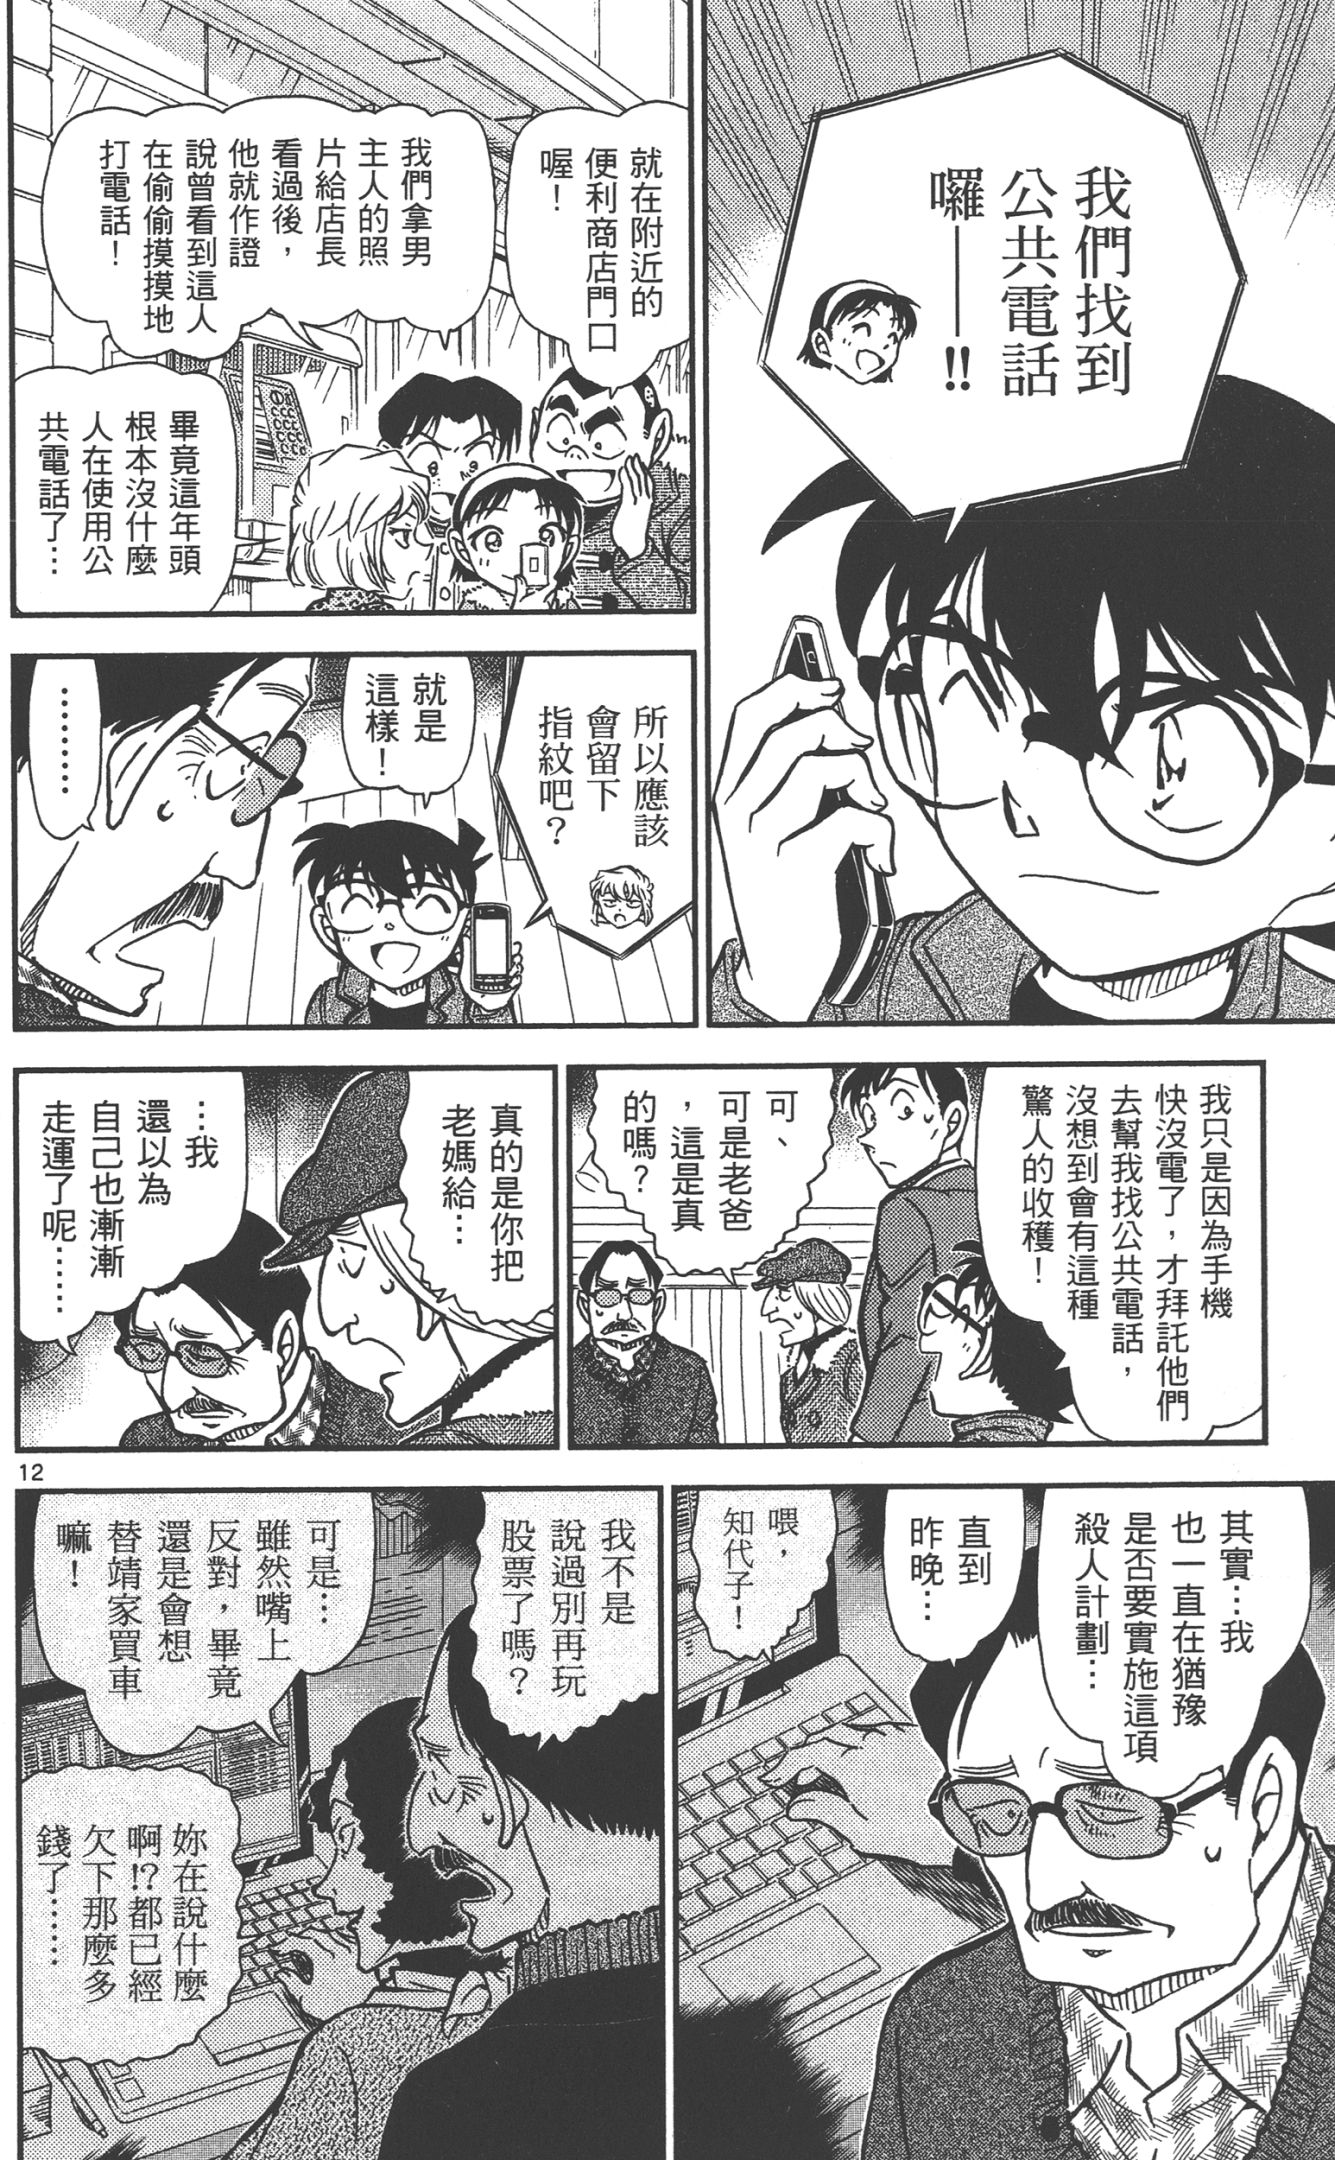 我們找到
公共電話
囉——!!
就在附近的
便利商店門口
喔！
我們拿男
主人的照
片給店長
看過後，
他就作證
說曾看到這人
在偷偷摸摸地
打電話！
畢竟這年頭
根本沒什麼
人在使用公
共電話了…
所以應該
會留下
指紋吧？
就是
這樣！
………
我只是因為手機
快沒電了，才拜託他們
去幫我找公共電話，
沒想到會有這種
驚人的收穫！
可、
可是老爸
，這是真
的嗎？
真的是你把
老媽給…
…我
還以為
自己也漸漸
走運了呢……
12
其實…我
也一直在猶豫
是否要實施這項
殺人計劃…
直到
昨晚…
喂，
知代子！
我不是
說過別再玩
股票了嗎？
可是…
雖然嘴上
反對，畢竟
還是會想
替靖家買車
嘛！
妳在說什麼
啊!?都已經
欠下那麼多
錢了……